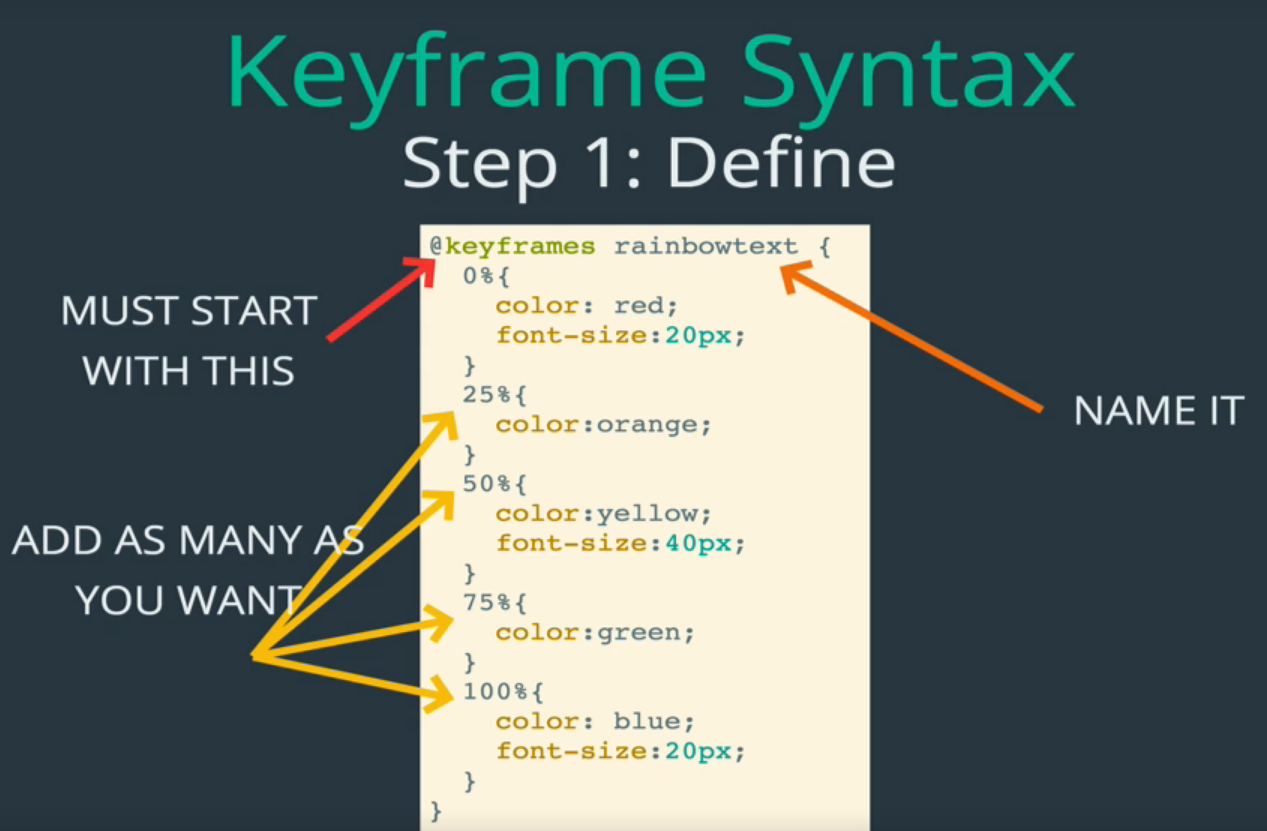 Keyframe Syntax
Step 1: Define
MUST START
WITH THIS
NAME IT
ADD AS MANY AS
YOU WANT
@keyframes rainbowtext {
  0%{
    color: red;
    font-size:20px;
  }
  25%{
    color:orange;
  }
  50%{
    color:yellow;
    font-size:40px;
  }
  75%{
    color:green;
  }
  100%{
    color: blue;
    font-size:20px;
  }
}